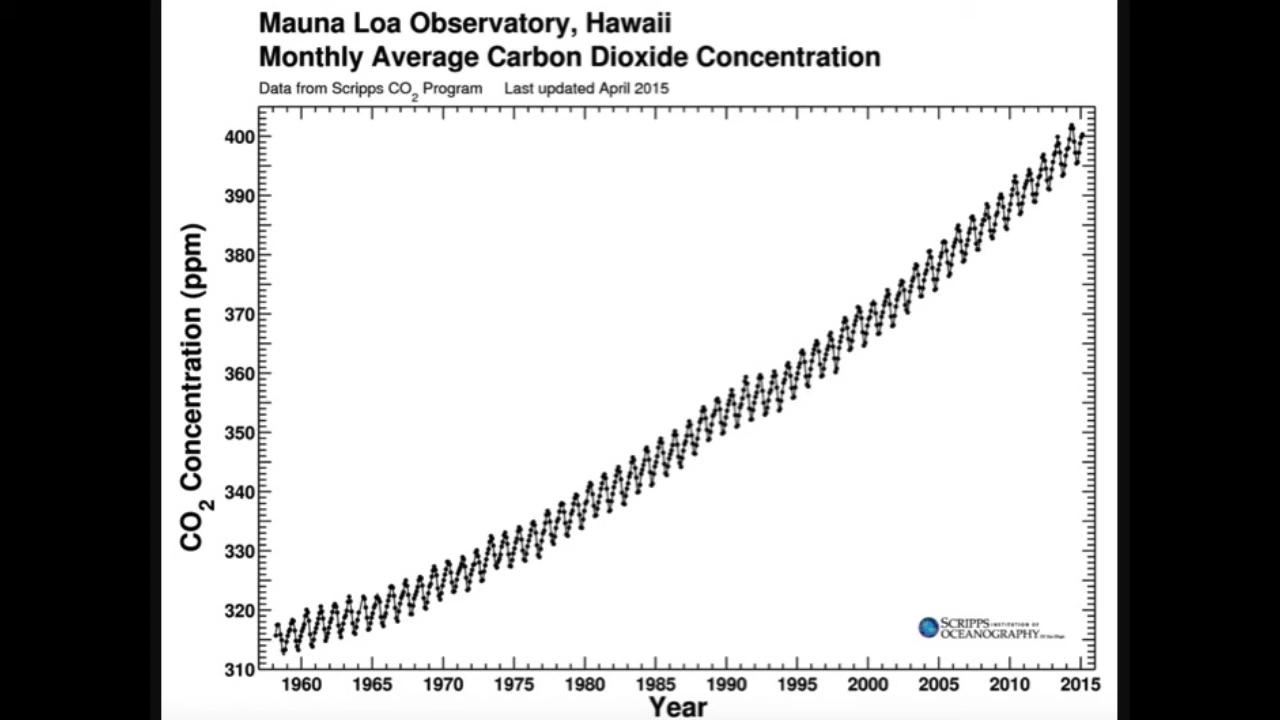 Mauna Loa Observatory, Hawaii
Monthly Average Carbon Dioxide Concentration
Data from Scripps CO2 Program Last updated April 2015
CO2 Concentration (ppm)
400
390
380
370
360
350
340
330
320
310
SCRIPPS INSTITUTION OF
OCEANOGRAPHY
1960 1965 1970 1975 1980 1985 1990 1995 2000 2005 2010 2015
Year